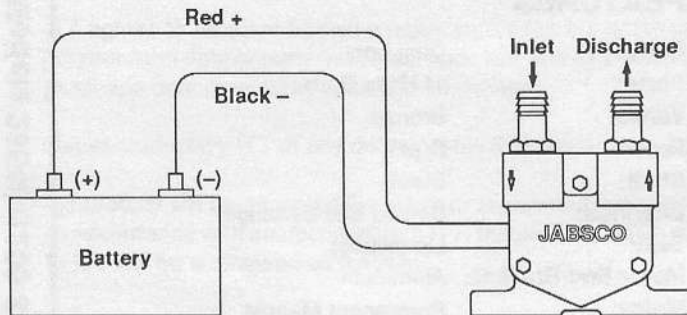 Red +
Inlet Discharge
Black –
(+) (–)
Battery
JABSCO